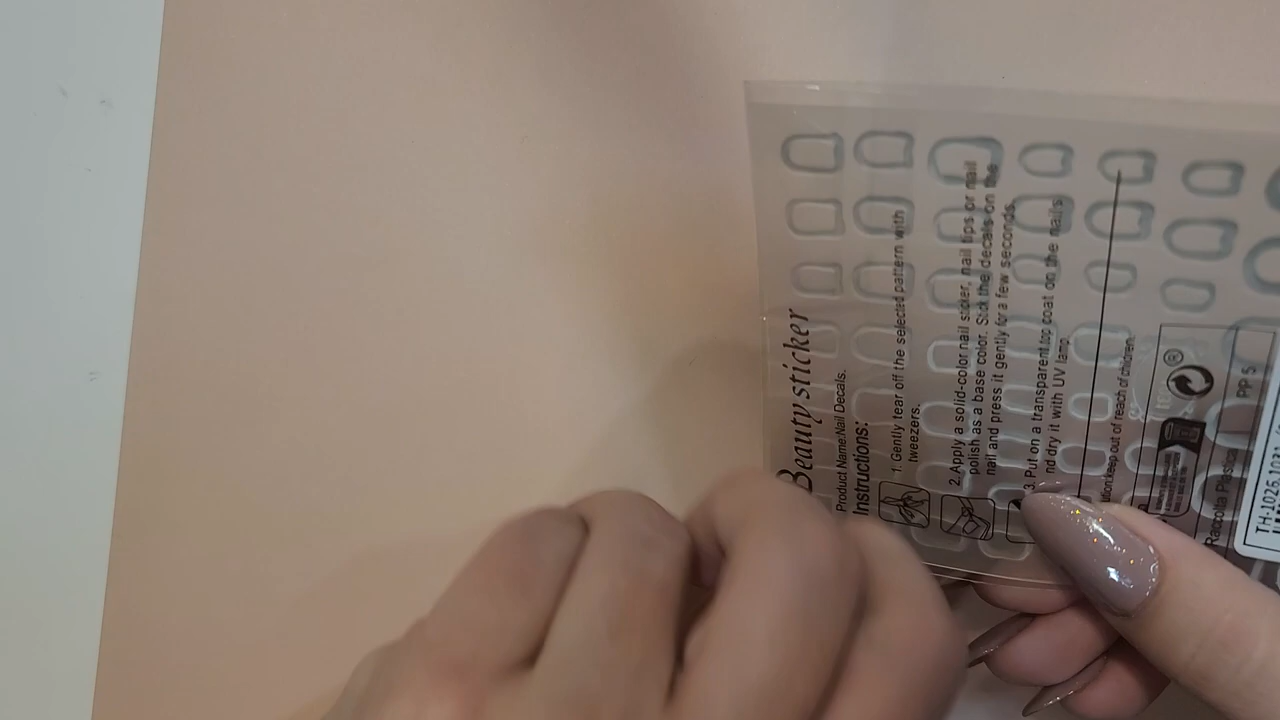 Beauty sticker
Product Name:Nail Decals.
Instructions:
1. Gently tear off the selected pattern with
tweezers.
2. Apply a solid-color nail sticker, nail tips or nail
polish as a base color. Stick the decals on the
nail and press it gently for a few seconds.
3. Put on a transparent top coat on the nails
nd dry it with UV lamp
keep out of reach of children.
PP 5
Raccolta Plastica